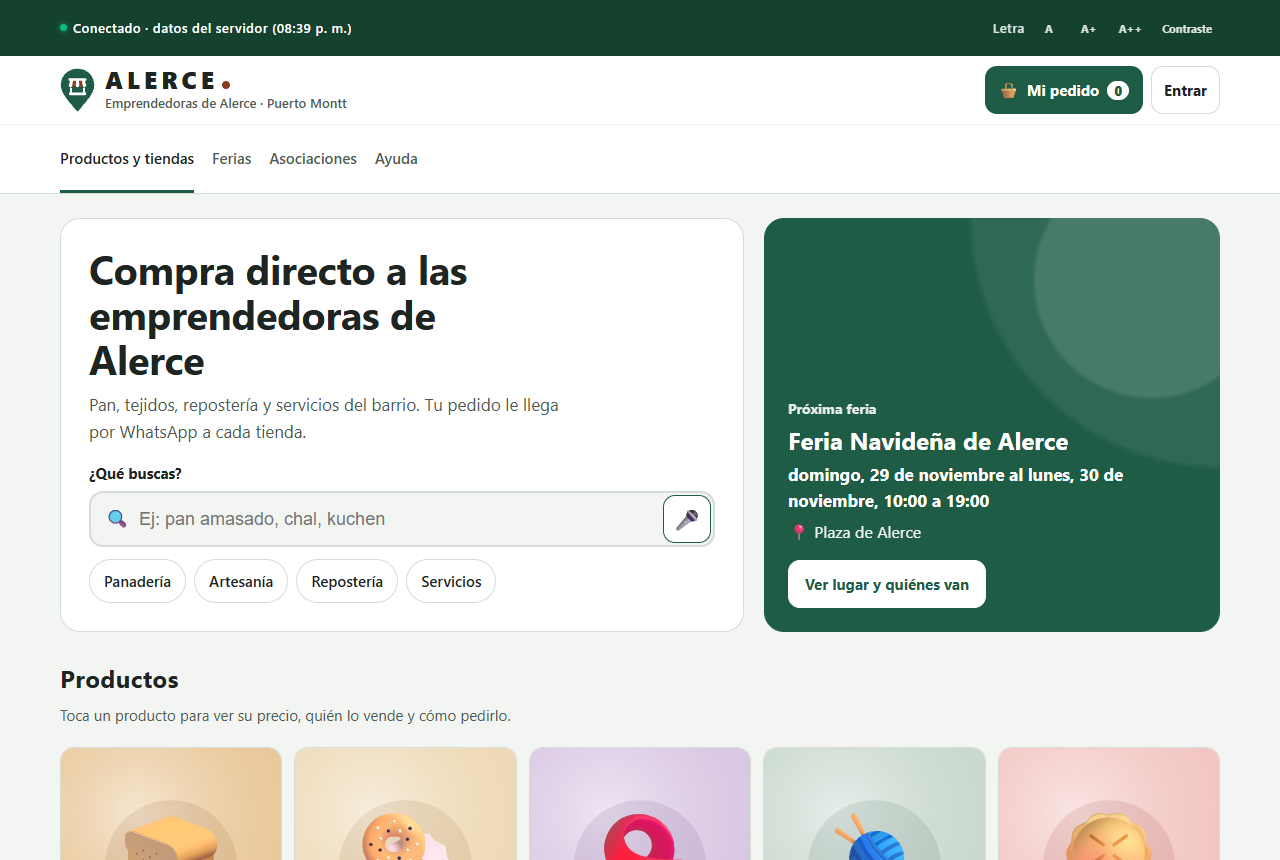 Conectado · datos del servidor (08:39 p. m.)
Letra A A+ A++ Contraste
ALERCE
Emprendedoras de Alerce · Puerto Montt
Mi pedido 0
Entrar
Productos y tiendas Ferias Asociaciones Ayuda
Compra directo a las
emprendedoras de
Alerce
Pan, tejidos, repostería y servicios del barrio. Tu pedido le llega
por WhatsApp a cada tienda.
¿Qué buscas?
Ej: pan amasado, chal, kuchen
Panadería Artesanía Repostería Servicios
Próxima feria
Feria Navideña de Alerce
domingo, 29 de noviembre al lunes, 30 de
noviembre, 10:00 a 19:00
Plaza de Alerce
Ver lugar y quiénes van
Productos
Toca un producto para ver su precio, quién lo vende y cómo pedirlo.